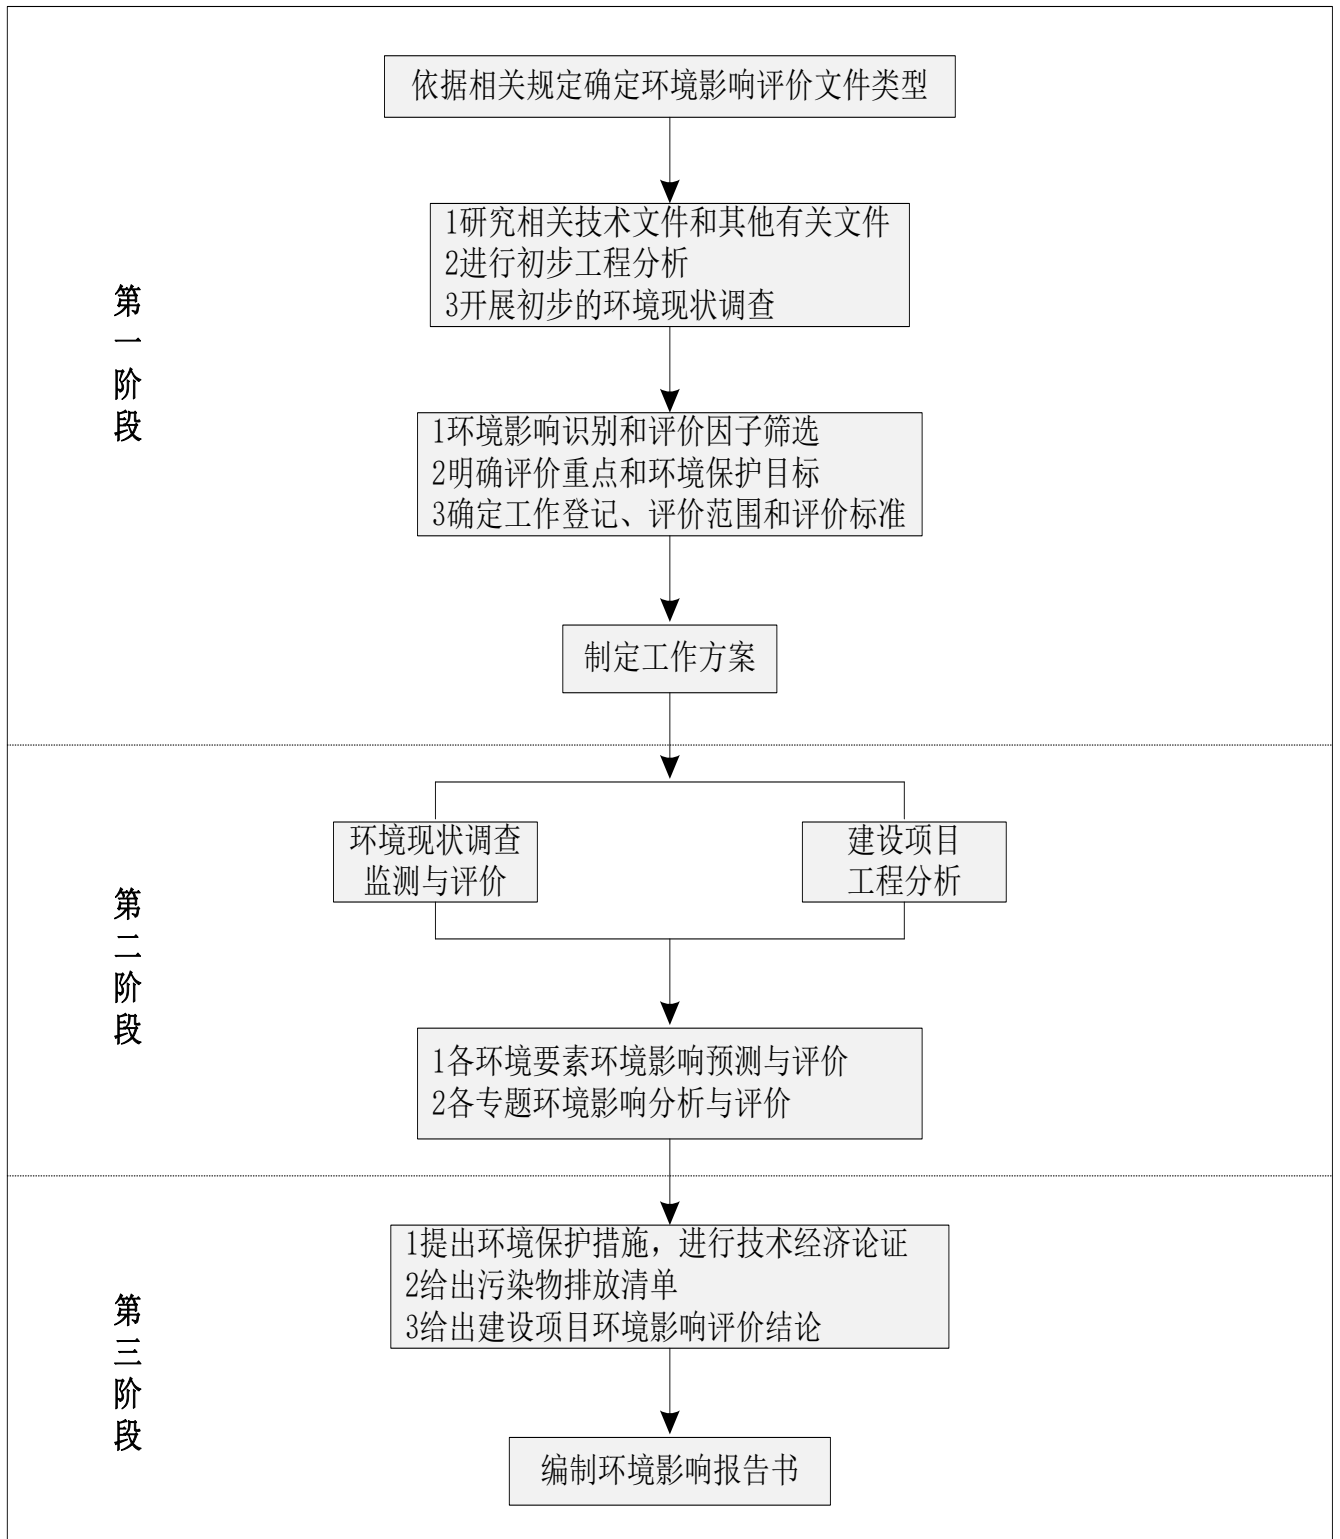 依据相关规定确定环境影响评价文件类型
1研究相关技术文件和其他有关文件
2进行初步工程分析
3开展初步的环境现状调查
第一阶段
1环境影响识别和评价因子筛选
2明确评价重点和环境保护目标
3确定工作登记、评价范围和评价标准
制定工作方案
环境现状调查
监测与评价
建设项目
工程分析
第二阶段
1各环境要素环境影响预测与评价
2各专题环境影响分析与评价
1提出环境保护措施，进行技术经济论证
2给出污染物排放清单
3给出建设项目环境影响评价结论
第三阶段
编制环境影响报告书